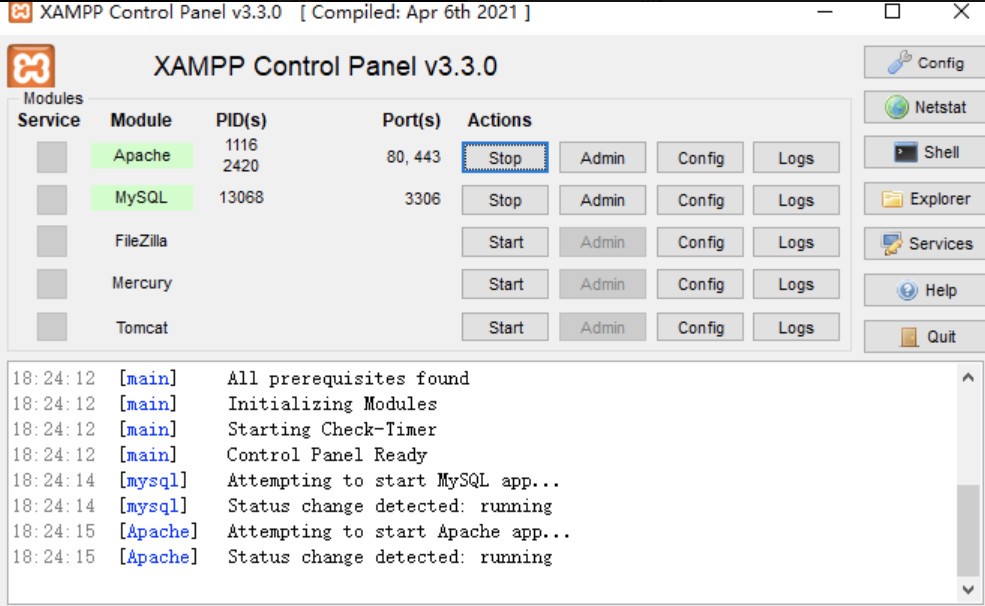 XAMPP Control Panel v3.3.0 [ Compiled: Apr 6th 2021 ]
XAMPP Control Panel v3.3.0
Config
Modules
Service Module PID(s) Port(s) Actions
Netstat
Apache 1116 2420 80, 443 Stop Admin Config Logs
Shell
MySQL 13068 3306 Stop Admin Config Logs
Explorer
FileZilla Start Admin Config Logs
Services
Mercury Start Admin Config Logs
Help
Tomcat Start Admin Config Logs
Quit
18:24:12 [main] All prerequisites found
18:24:12 [main] Initializing Modules
18:24:12 [main] Starting Check-Timer
18:24:12 [main] Control Panel Ready
18:24:14 [mysql] Attempting to start MySQL app...
18:24:14 [mysql] Status change detected: running
18:24:15 [Apache] Attempting to start Apache app...
18:24:15 [Apache] Status change detected: running